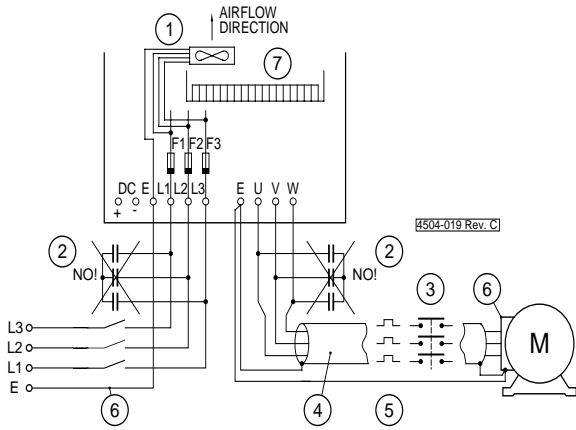 AIRFLOW
DIRECTION
1
7
F1 F2 F3
DC E L1 L2 L3 E U V W
+ -
4504-019 Rev. C
2
NO!
NO!
2
3
6
L3
L2
L1
E
M
6
4
5